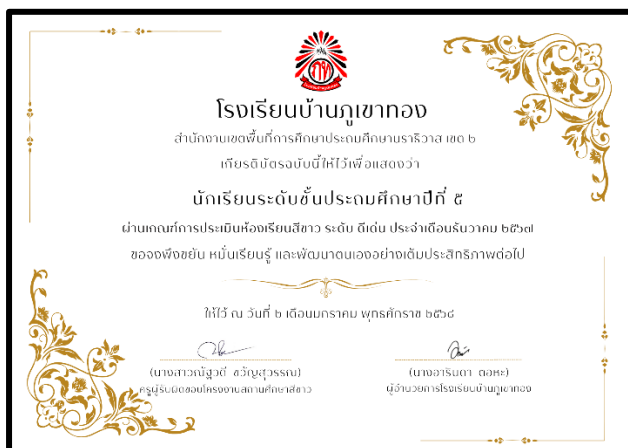 โรงเรียนบ้านภูเขาทอง
สำนักงานเขตพื้นที่การศึกษาประถมศึกษานราธิวาส เขต ๒
เกียรติบัตรฉบับนี้ให้ไว้เพื่อแสดงว่า
นักเรียนระดับชั้นประถมศึกษาปีที่ ๕
ผ่านเกณฑ์การประเมินห้องเรียนสีขาว ระดับ ดีเด่น ประจำเดือนธันวาคม ๒๕๖๗
ขอจงพึงขยัน หมั่นเรียนรู้ และพัฒนาตนเองอย่างเต็มประสิทธิภาพต่อไป
ให้ไว้ ณ วันที่ ๒ เดือนมกราคม พุทธศักราช ๒๕๖๘
(นางสาวณัฐวดี ขวัญสุวรรณ)
ครูผู้รับผิดชอบโครงงานสถานศึกษาสีขาว
(นางอารินดา ตอหะ)
ผู้อำนวยการโรงเรียนบ้านภูเขาทอง